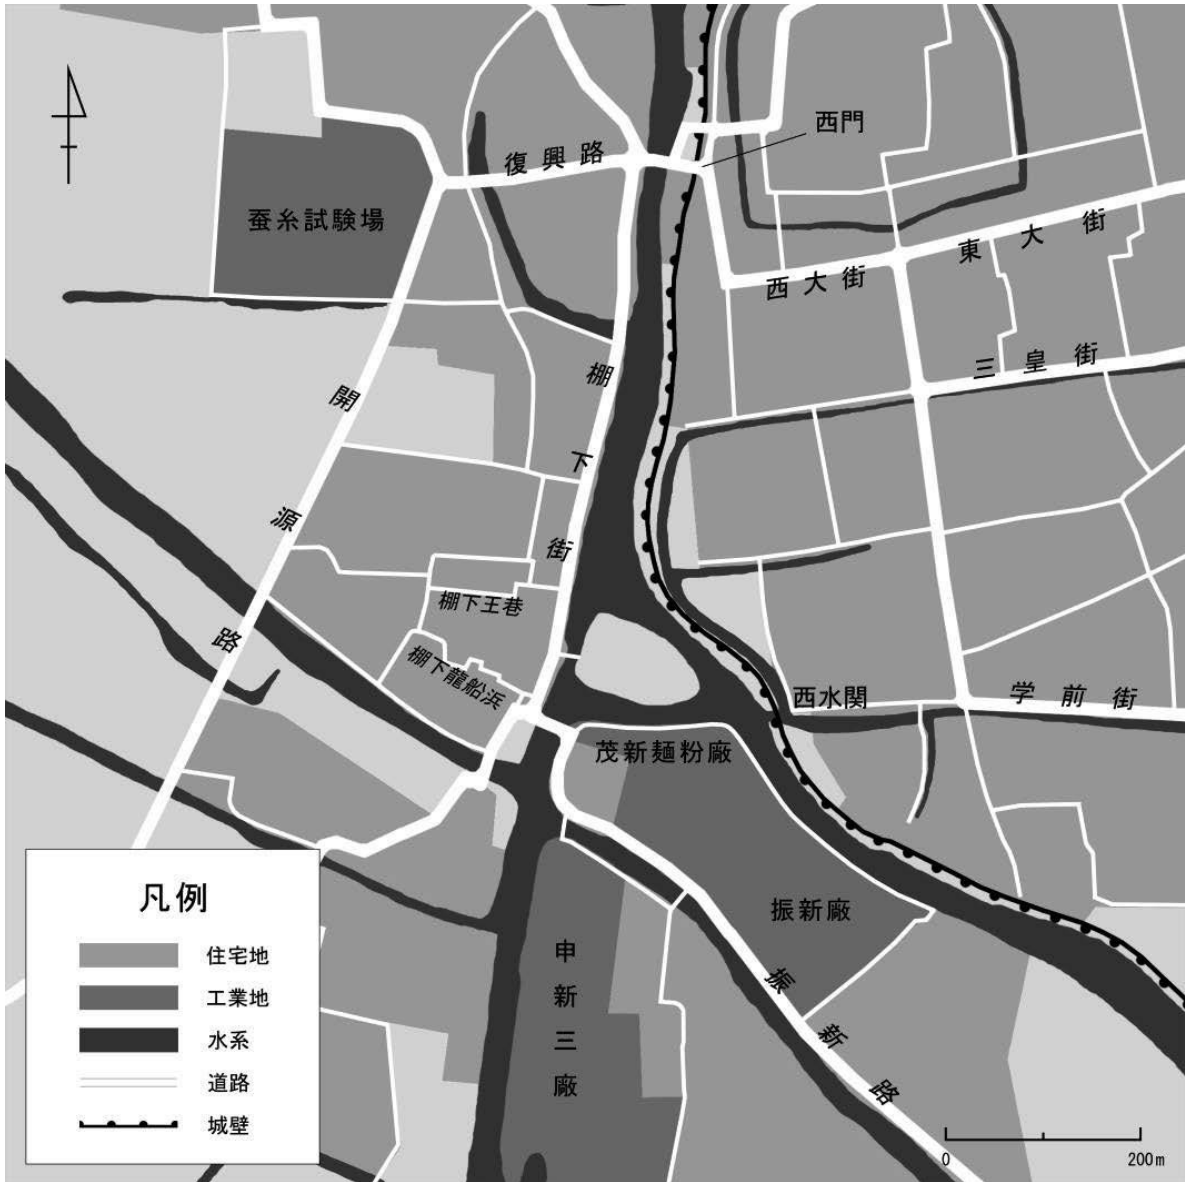 西門
復興路
蚕糸試験場
西大街
東大街
三皇街
棚下街
開源路
棚下王巷
棚下龍船浜
西水関
学前街
茂新麺粉廠
振新廠
申新三廠
振新路
凡例
住宅地
工業地
水系
道路
城壁
0 200m